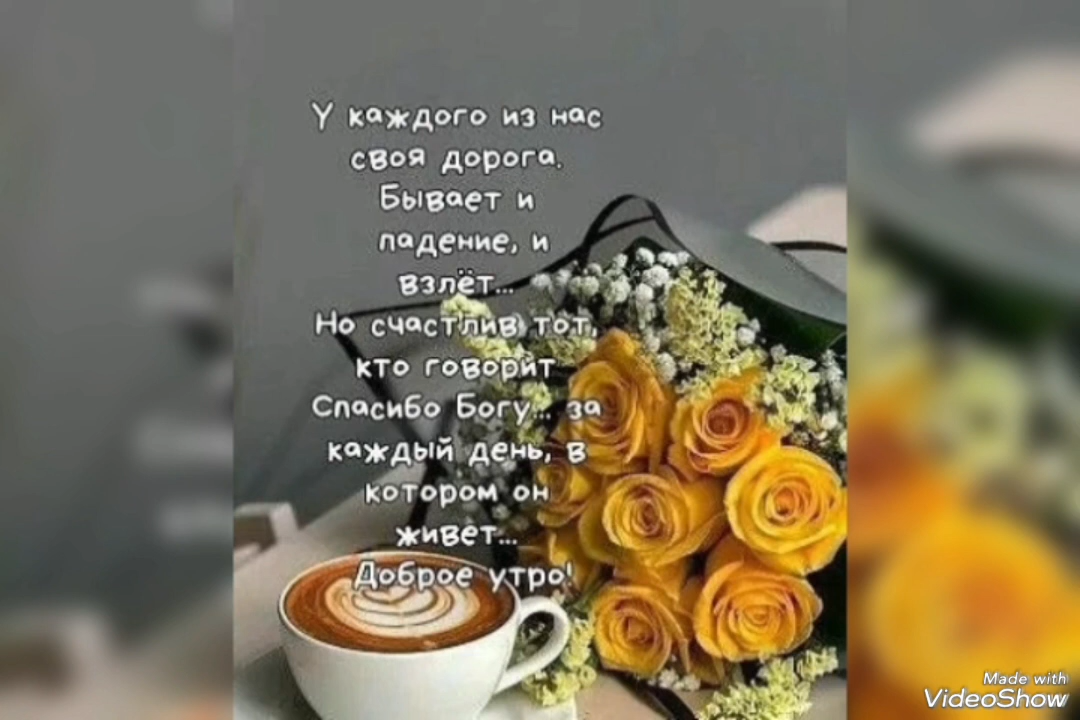 У каждого из нас
своя дорога.
Бывает и
падение, и
взлёт...
Но счастлив тот,
кто говорит
Спасибо Богу... за
каждый день, в
котором он
живёт...
Доброе утро!
Made with
VideoShow